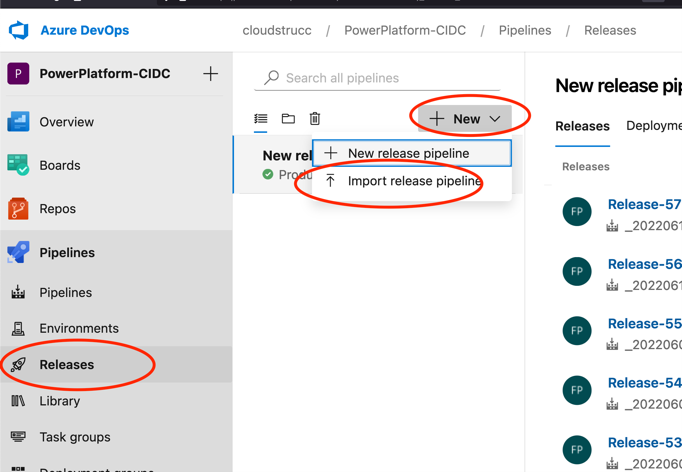 Azure DevOps
cloudstrucc / PowerPlatform-CIDC / Pipelines / Releases
P PowerPlatform-CIDC
Overview
Boards
Repos
Pipelines
Pipelines
Environments
Releases
Library
Task groups
Deployment groups
Search all pipelines
New
New rel
Produ
New release pipeline
Import release pipeline
New release pip
Releases Deployme
Releases
FP Release-57
_2022061
FP Release-56
_2022061
FP Release-55
_2022060
FP Release-54
_2022060
FP Release-53
_2022060